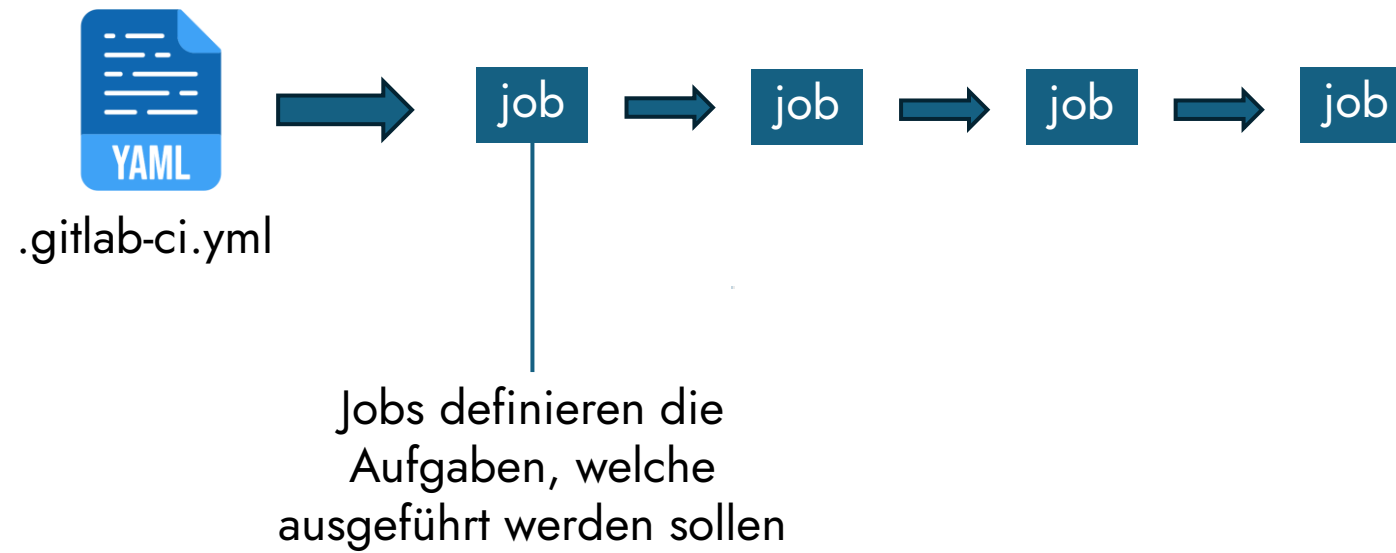 YAML
.gitlab-ci.yml
job
job
job
job
Jobs definieren die
Aufgaben, welche
ausgeführt werden sollen